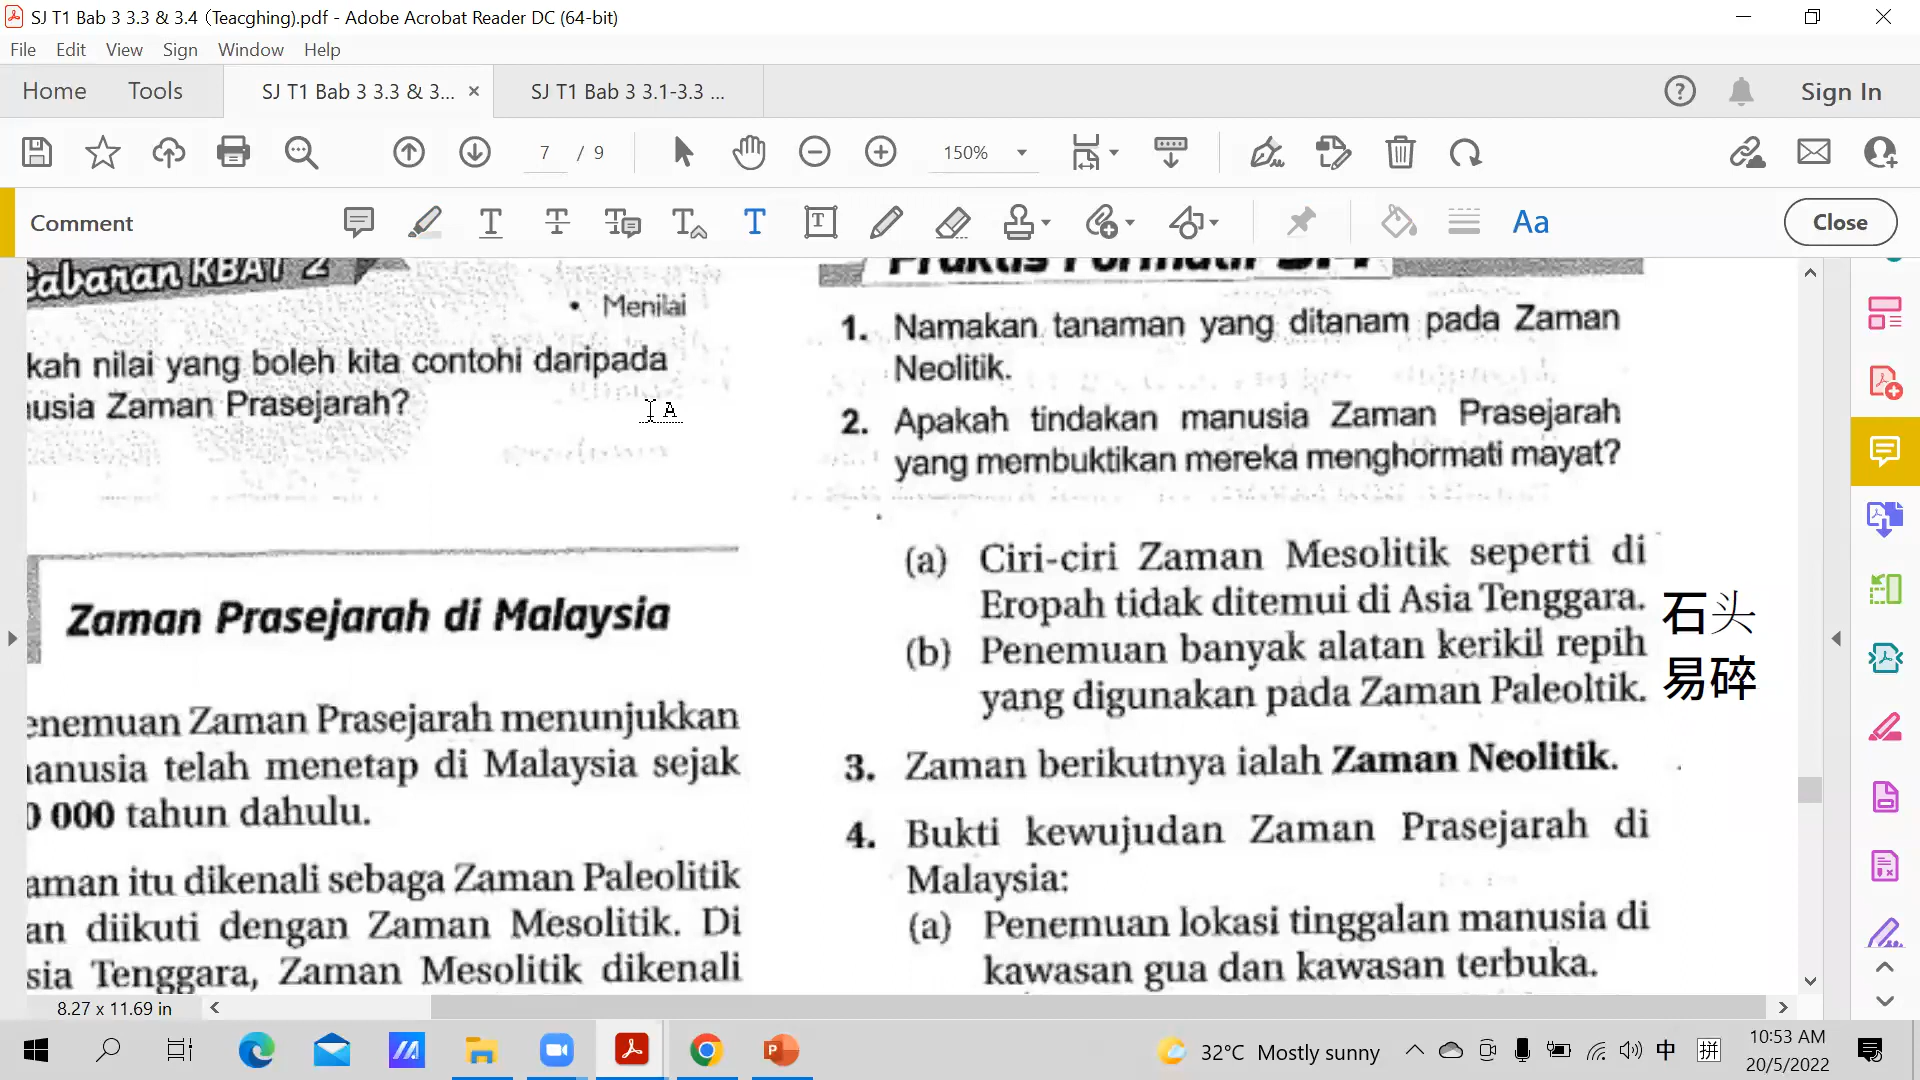 SJ T1 Bab 3 3.3 & 3.4 (Teacghing).pdf - Adobe Acrobat Reader DC (64-bit)
File Edit View Sign Window Help
Home Tools SJ T1 Bab 3 3.3 & 3... × SJ T1 Bab 3 3.1-3.3 ... Sign In
7 / 9 150%
Comment Close
Cabaran KBAT 2
• Menilai
kah nilai yang boleh kita contohi daripada
usia Zaman Prasejarah?
Zaman Prasejarah di Malaysia
enemuan Zaman Prasejarah menunjukkan
anusia telah menetap di Malaysia sejak
0 000 tahun dahulu.
aman itu dikenali sebaga Zaman Paleolitik
an diikuti dengan Zaman Mesolitik. Di
sia Tenggara, Zaman Mesolitik dikenali
Praktis Formatif
1. Namakan tanaman yang ditanam pada Zaman
Neolitik.
2. Apakah tindakan manusia Zaman Prasejarah
yang membuktikan mereka menghormati mayat?
(a) Ciri-ciri Zaman Mesolitik seperti di
Eropah tidak ditemui di Asia Tenggara.
(b) Penemuan banyak alatan kerikil repih
yang digunakan pada Zaman Paleoltik.
石头
易碎
3. Zaman berikutnya ialah Zaman Neolitik.
4. Bukti kewujudan Zaman Prasejarah di
Malaysia:
(a) Penemuan lokasi tinggalan manusia di
kawasan gua dan kawasan terbuka.
8.27 x 11.69 in
32°C Mostly sunny 中 拼 10:53 AM
20/5/2022